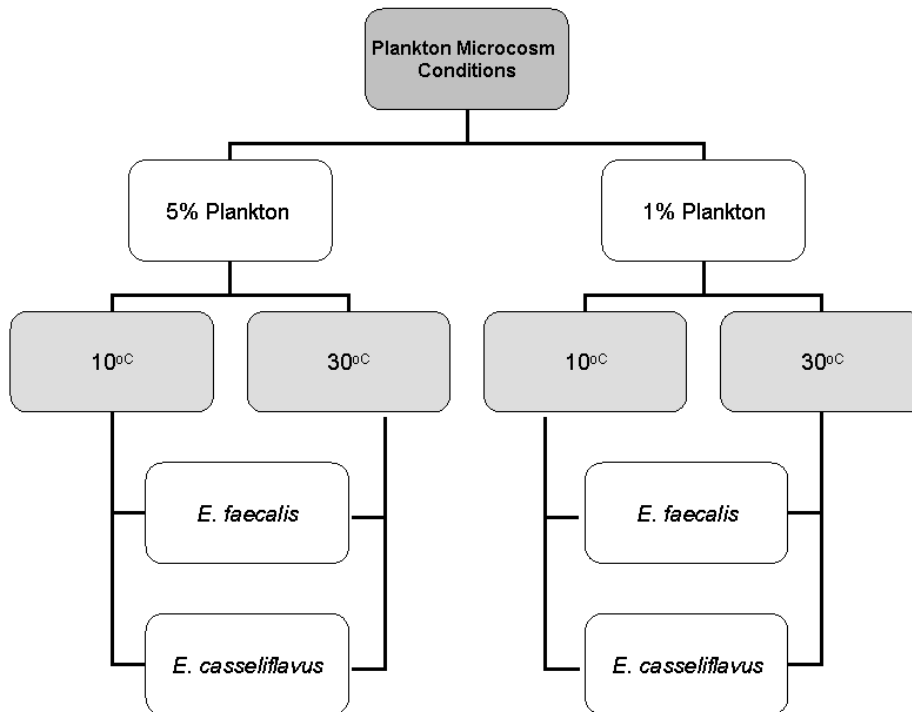 Plankton Microcosm
Conditions
5% Plankton
1% Plankton
10oC
30oC
10oC
30oC
E. faecalis
E. faecalis
E. casseliflavus
E. casseliflavus